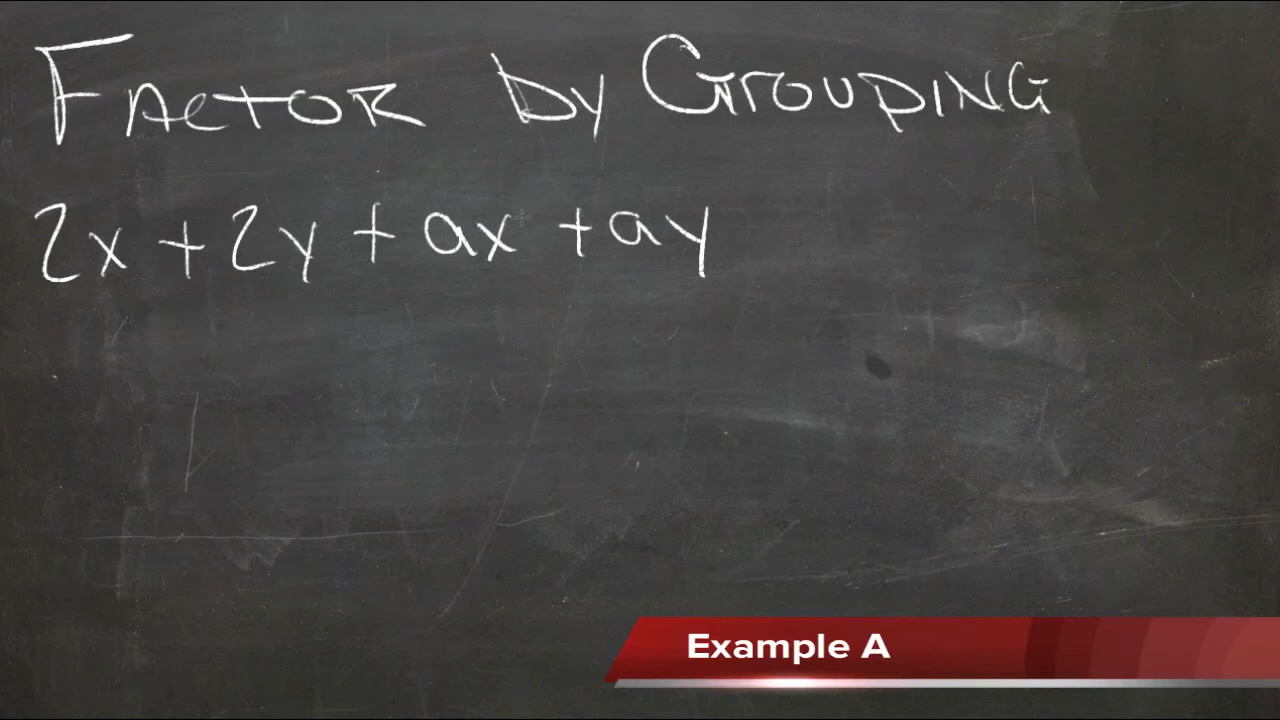 Factor by Grouping
2x + 2y + ax + ay
Example A